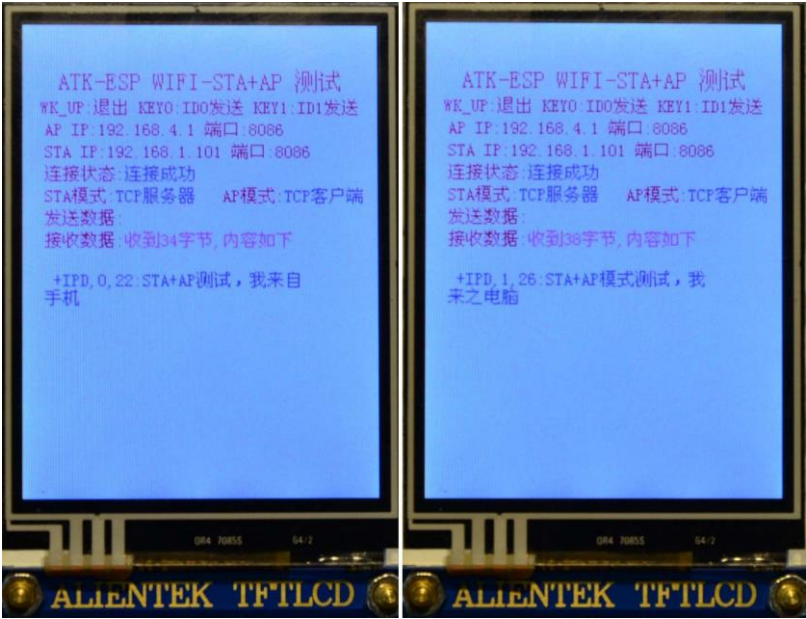 ATK-ESP WIFI-STA+AP 测试
WK_UP:退出 KEY0:ID0发送 KEY1:ID1发送
AP IP:192.168.4.1 端口:8086
STA IP:192.168.1.101 端口:8086
连接状态:连接成功
STA模式:TCP服务器 AP模式:TCP客户端
发送数据:
接收数据:收到34字节,内容如下
+IPD,0,22:STA+AP测试，我来自
手机
OR4 7085S G4/2
ALIENTEK TFTLCD
ATK-ESP WIFI-STA+AP 测试
WK_UP:退出 KEY0:ID0发送 KEY1:ID1发送
AP IP:192.168.4.1 端口:8086
STA IP:192.168.1.101 端口:8086
连接状态:连接成功
STA模式:TCP服务器 AP模式:TCP客户端
发送数据:
接收数据:收到38字节,内容如下
+IPD,1,26:STA+AP模式测试，我
来之电脑
OR4 7085S G4/2
ALIENTEK TFTLCD